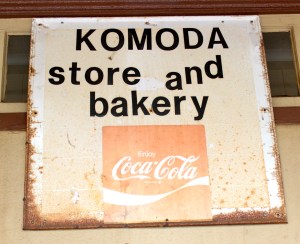 KOMODA
store and
bakery
Enjoy
Coca-Cola